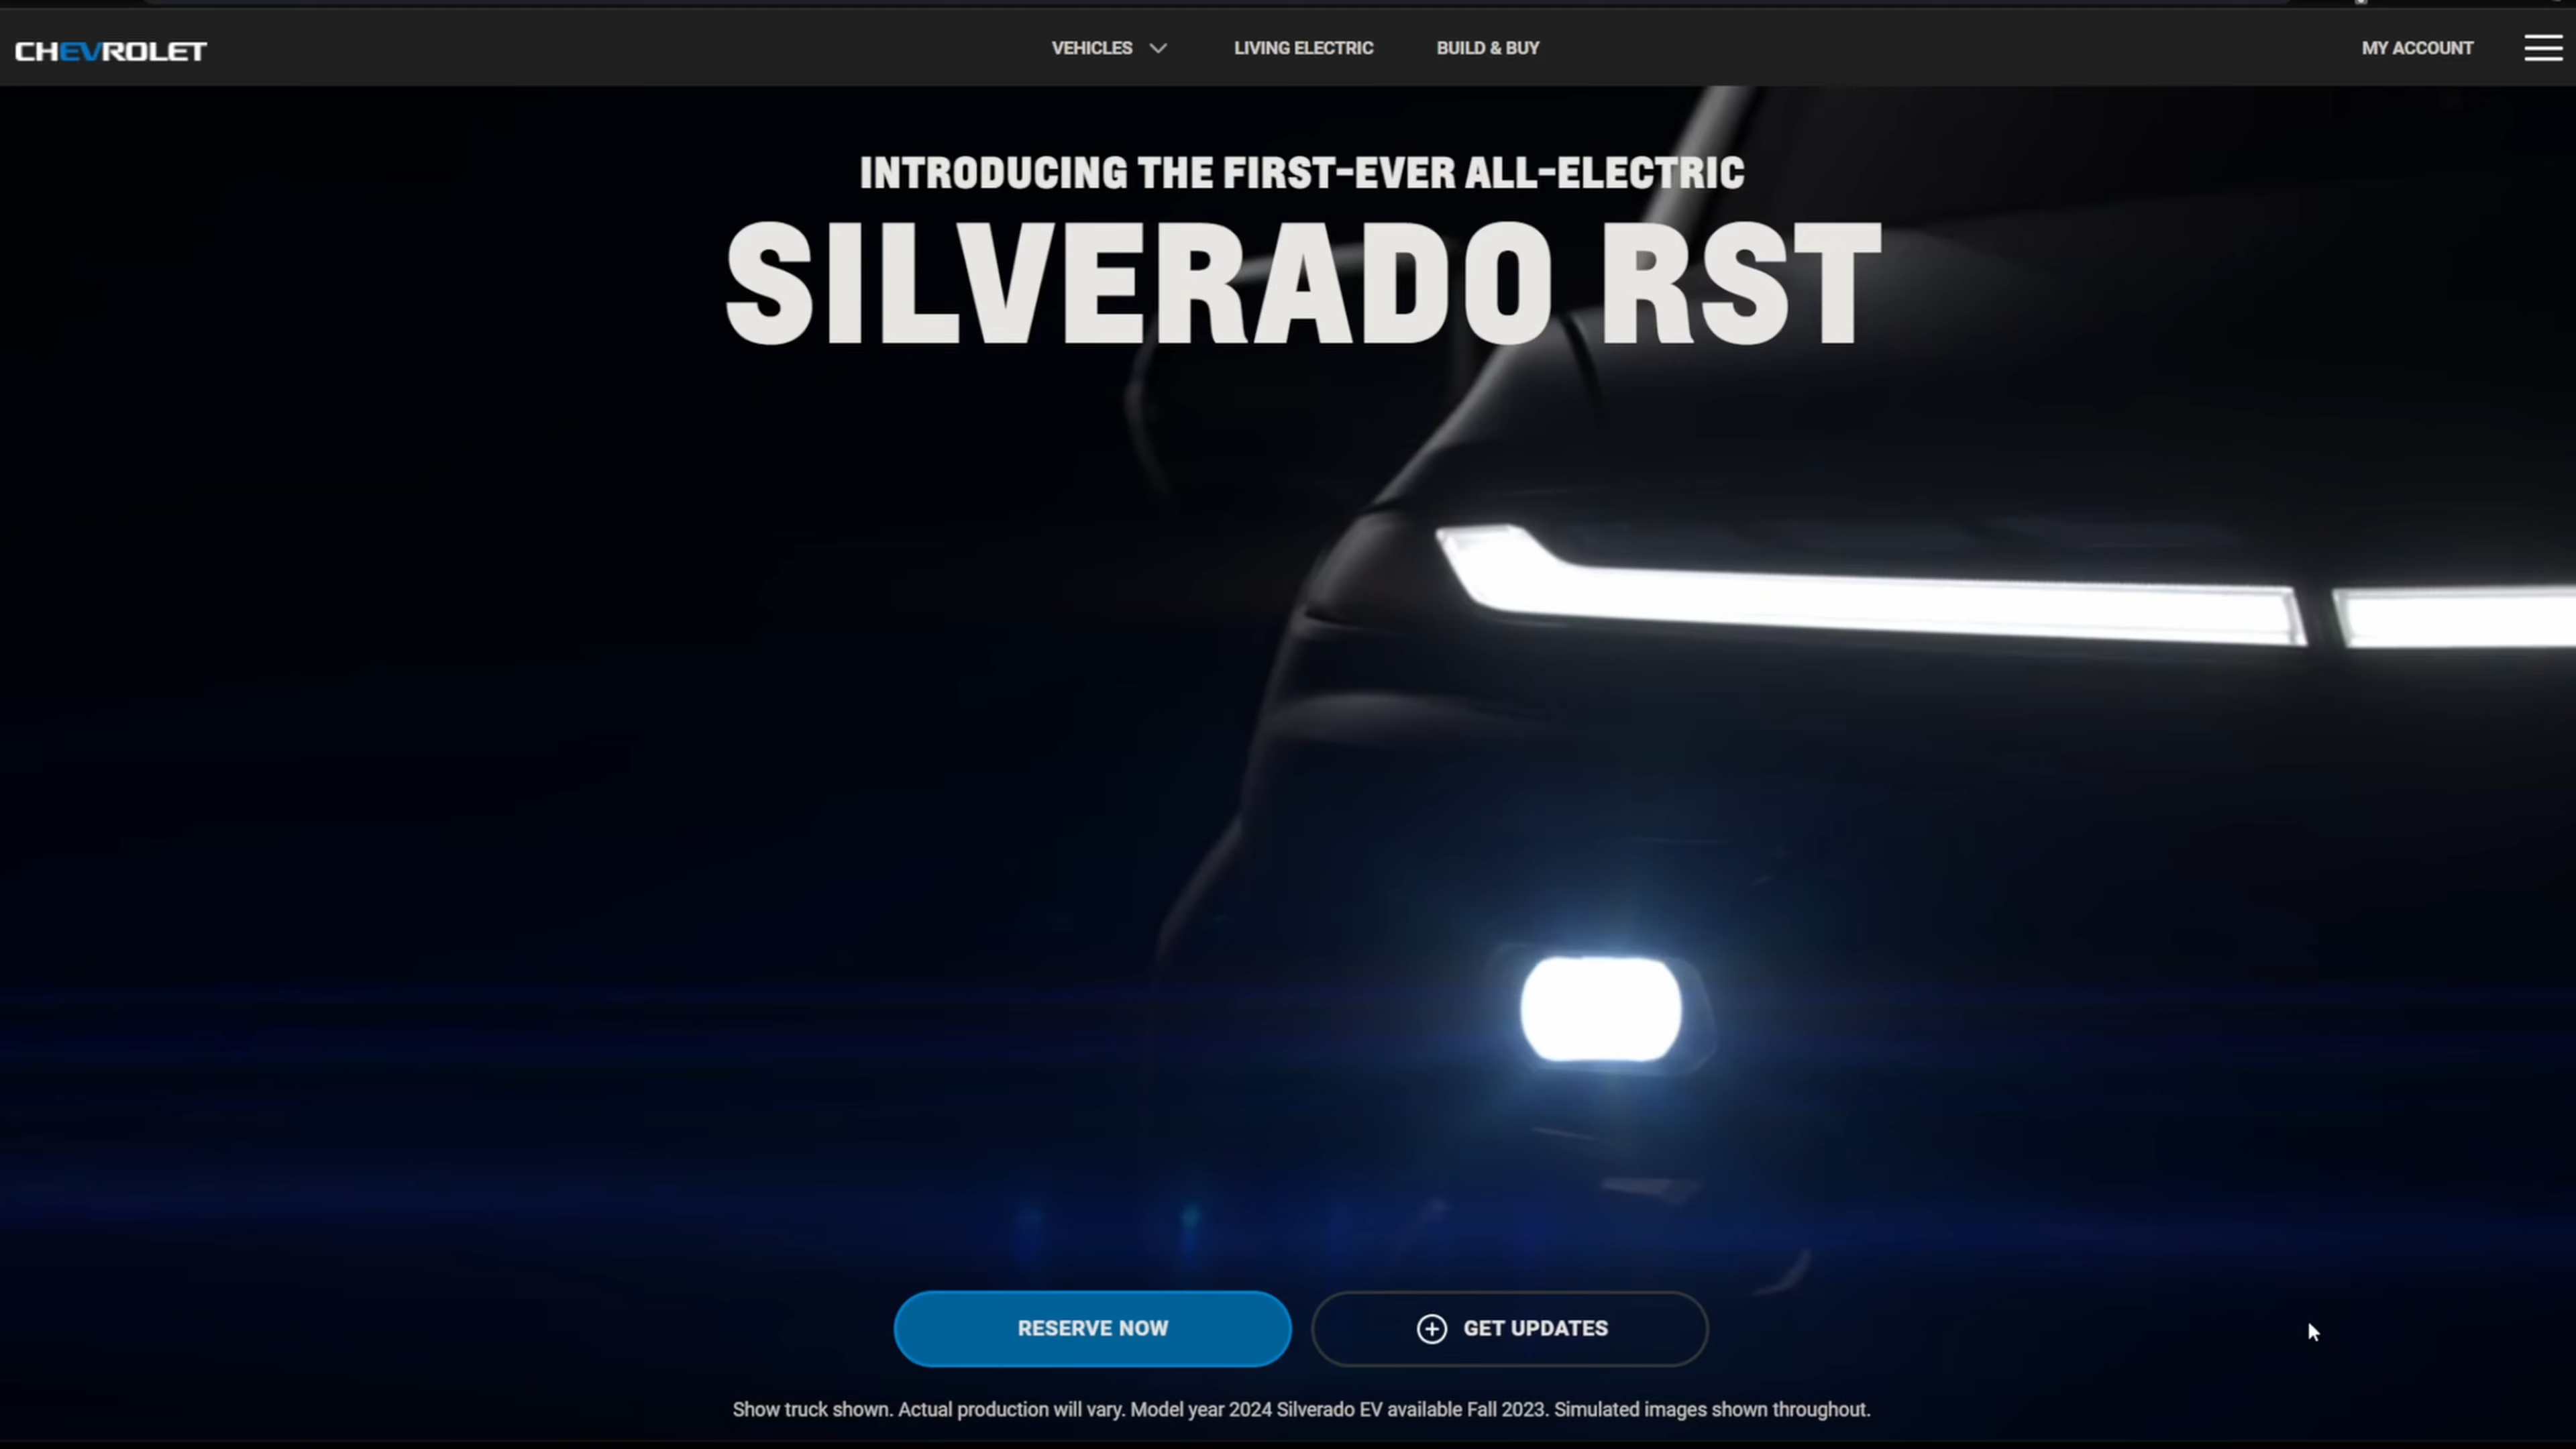 CHEVROLET
VEHICLES
LIVING ELECTRIC
BUILD & BUY
MY ACCOUNT
INTRODUCING THE FIRST-EVER ALL-ELECTRIC
SILVERADO RST
RESERVE NOW
GET UPDATES
Show truck shown. Actual production will vary. Model year 2024 Silverado EV available Fall 2023. Simulated images shown throughout.